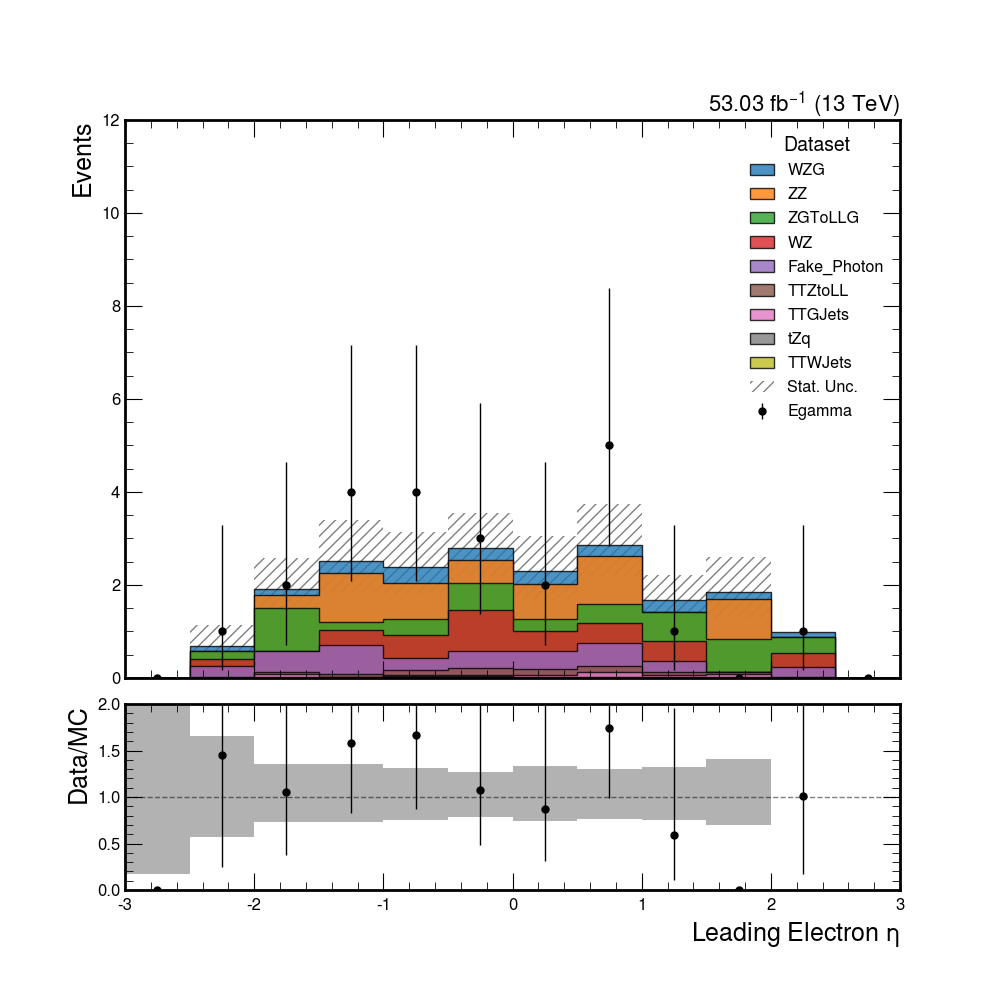 53.03 fb⁻¹ (13 TeV)
Events
12
10
8
6
4
2
0
Dataset
WZG
ZZ
ZGToLLG
WZ
Fake_Photon
TTZtoLL
TTGJets
tZq
TTWJets
Stat. Unc.
Egamma
Data/MC
2.0
1.5
1.0
0.5
0.0
-3 -2 -1 0 1 2 3
Leading Electron η